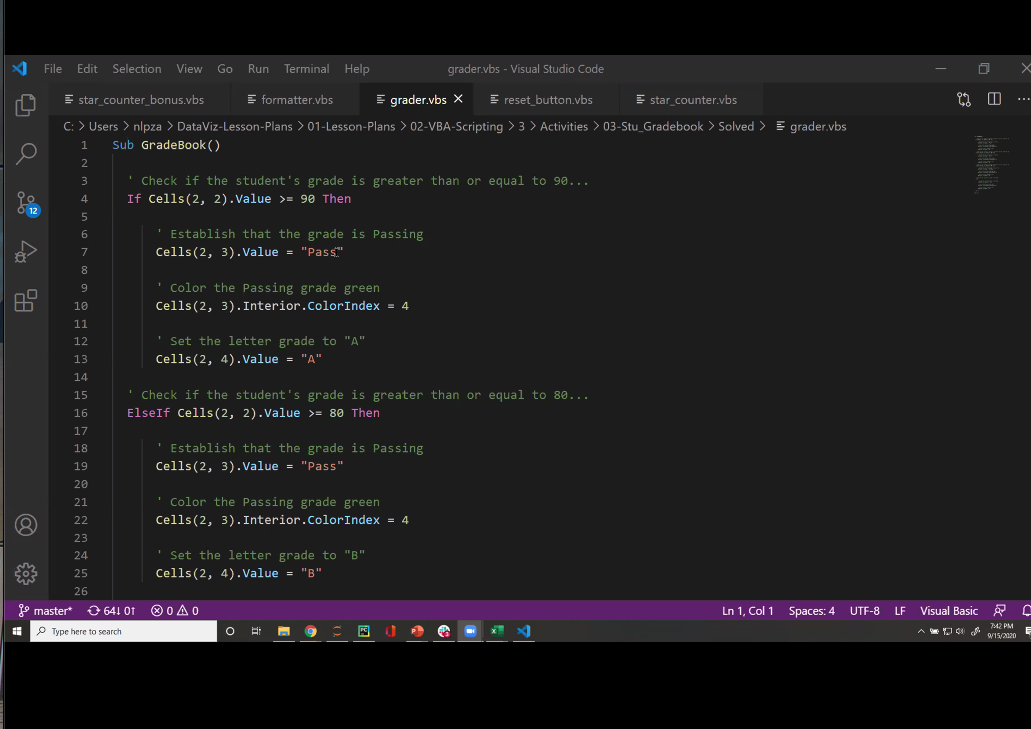 File Edit Selection View Go Run Terminal Help grader.vbs - Visual Studio Code
star_counter_bonus.vbs formatter.vbs grader.vbs reset_button.vbs star_counter.vbs
C: > Users > nlpza > DataViz-Lesson-Plans > 01-Lesson-Plans > 02-VBA-Scripting > 3 > Activities > 03-Stu_Gradebook > Solved > grader.vbs
1 Sub GradeBook()
2
3 ' Check if the student's grade is greater than or equal to 90...
4 If Cells(2, 2).Value >= 90 Then
5
6 ' Establish that the grade is Passing
7 Cells(2, 3).Value = "Pass"
8
9 ' Color the Passing grade green
10 Cells(2, 3).Interior.ColorIndex = 4
11
12 ' Set the letter grade to "A"
13 Cells(2, 4).Value = "A"
14
15 ' Check if the student's grade is greater than or equal to 80...
16 ElseIf Cells(2, 2).Value >= 80 Then
17
18 ' Establish that the grade is Passing
19 Cells(2, 3).Value = "Pass"
20
21 ' Color the Passing grade green
22 Cells(2, 3).Interior.ColorIndex = 4
23
24 ' Set the letter grade to "B"
25 Cells(2, 4).Value = "B"
26
12
master* 64↓ 0↑ 0 0 Ln 1, Col 1 Spaces: 4 UTF-8 LF Visual Basic
Type here to search
7:42 PM
9/15/2020